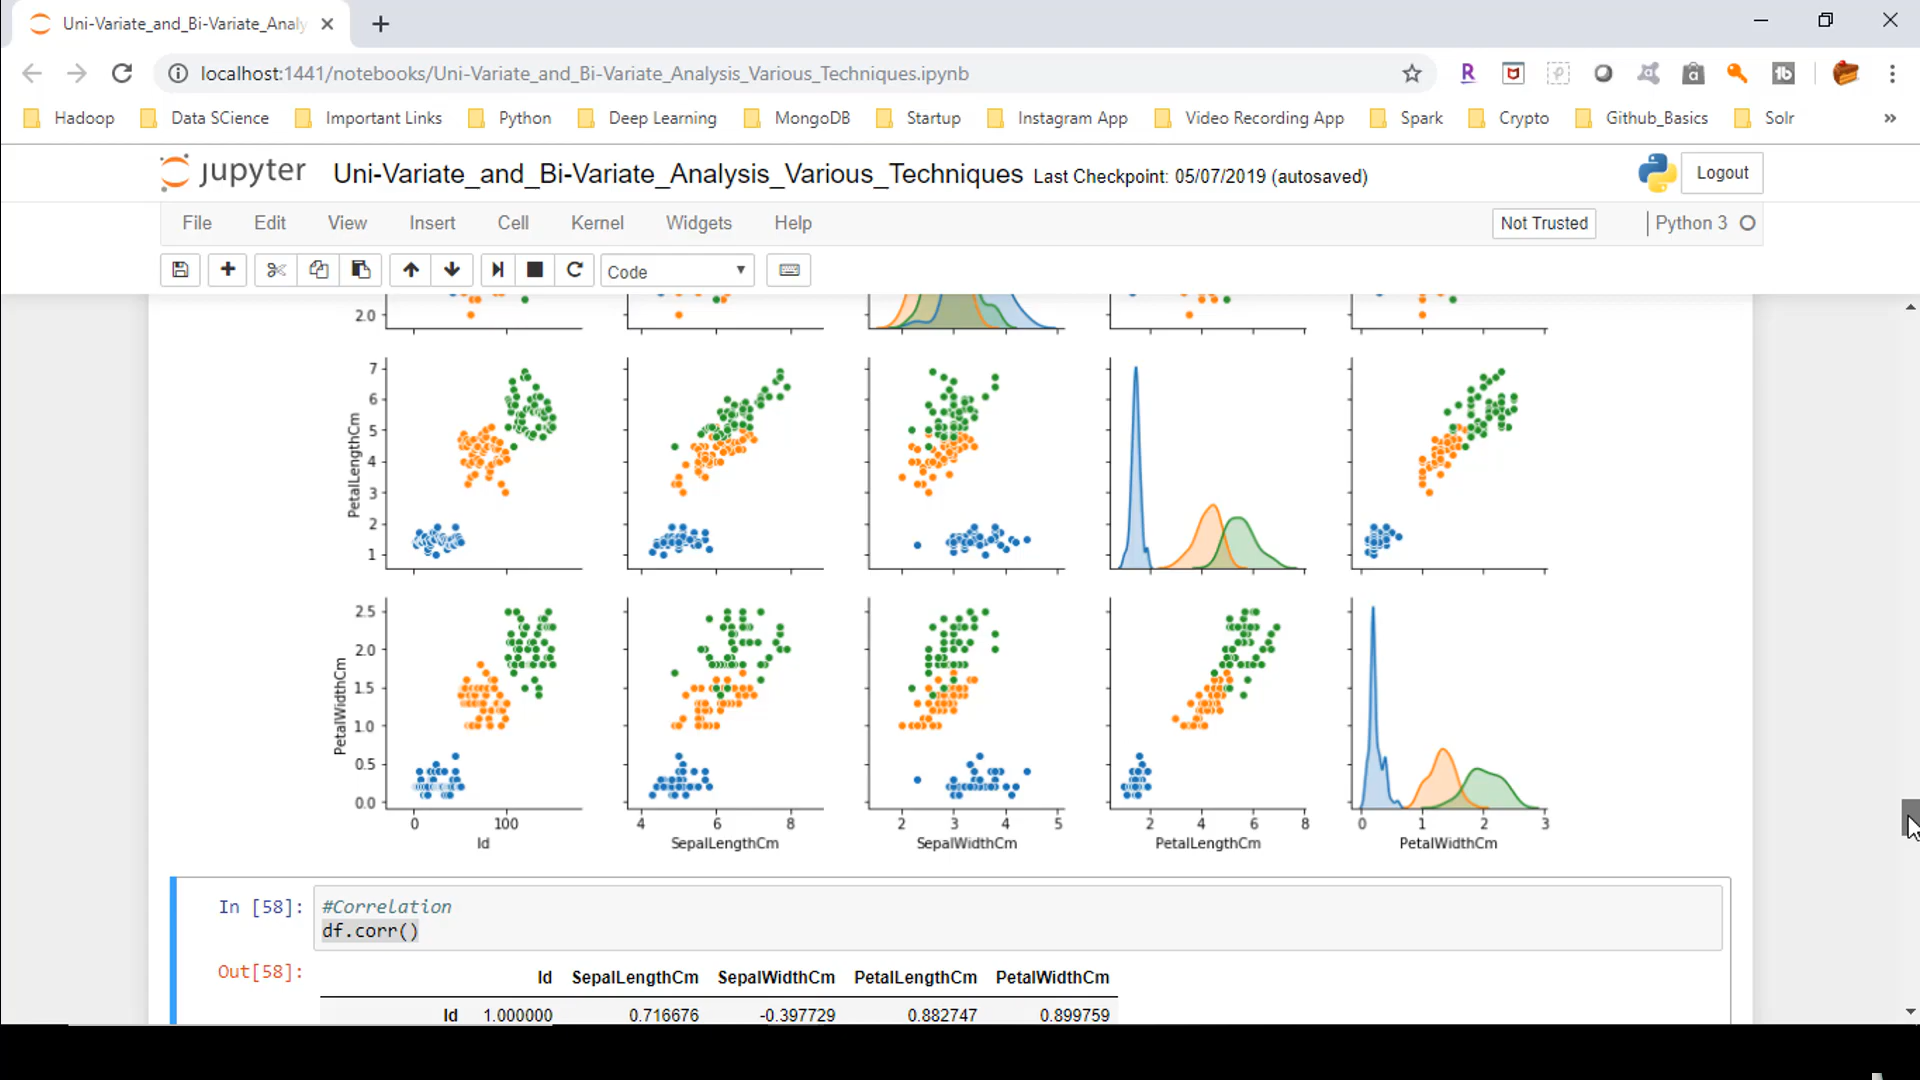 Uni-Variate_and_Bi-Variate_Analy
localhost:1441/notebooks/Uni-Variate_and_Bi-Variate_Analysis_Various_Techniques.ipynb
Hadoop Data SCience Important Links Python Deep Learning MongoDB Startup Instagram App Video Recording App Spark Crypto Github_Basics Solr »
jupyter Uni-Variate_and_Bi-Variate_Analysis_Various_Techniques Last Checkpoint: 05/07/2019 (autosaved) Logout
File Edit View Insert Cell Kernel Widgets Help Not Trusted Python 3
Code
2.0
7
6
5
4
3
2
1
PetalLengthCm
2.5
2.0
1.5
1.0
0.5
0.0
PetalWidthCm
0 100 4 6 8 2 3 4 5 2 4 6 8 0 1 2 3
Id SepalLengthCm SepalWidthCm PetalLengthCm PetalWidthCm
In [58]: #Correlation
df.corr()
Out[58]:
Id SepalLengthCm SepalWidthCm PetalLengthCm PetalWidthCm
Id 1.000000 0.716676 -0.397729 0.882747 0.899759